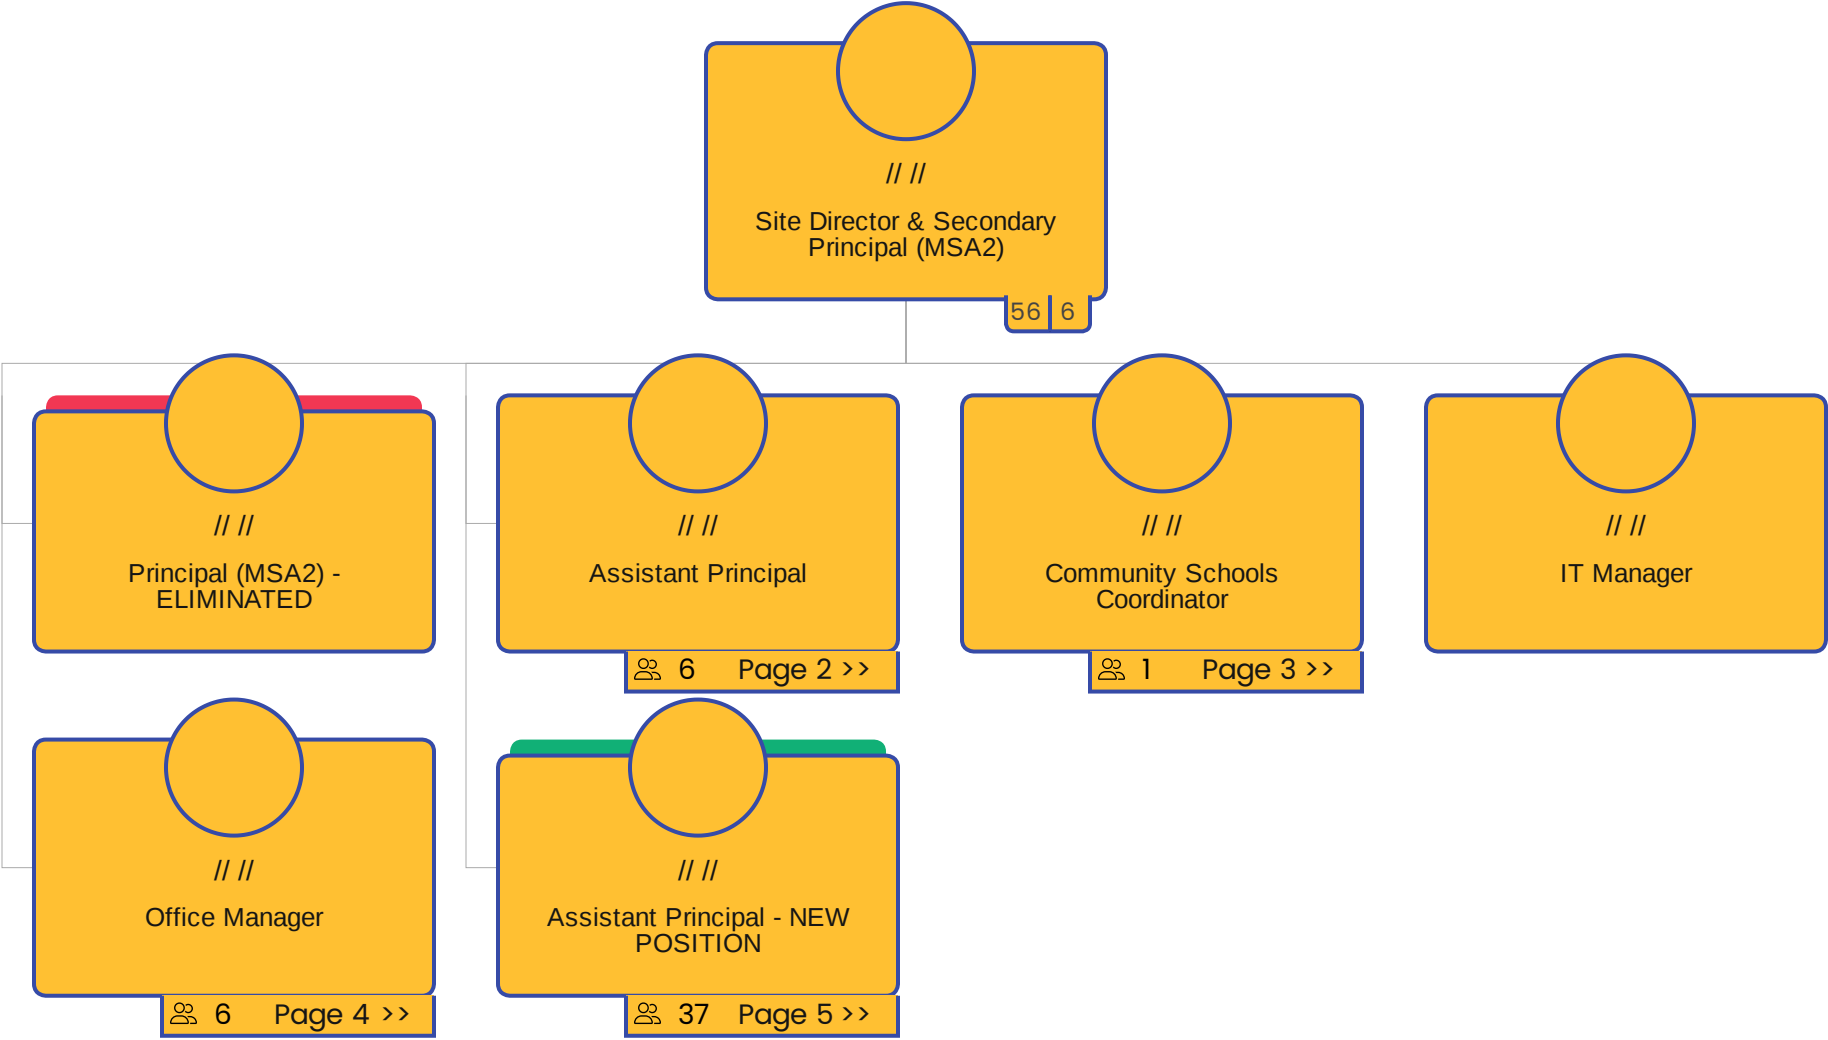 // //
Site Director & Secondary
Principal (MSA2)
56 6
// //
Principal (MSA2) -
ELIMINATED
// //
Assistant Principal
6 Page 2 >>
// //
Community Schools
Coordinator
1 Page 3 >>
// //
IT Manager
// //
Office Manager
6 Page 4 >>
// //
Assistant Principal - NEW
POSITION
37 Page 5 >>